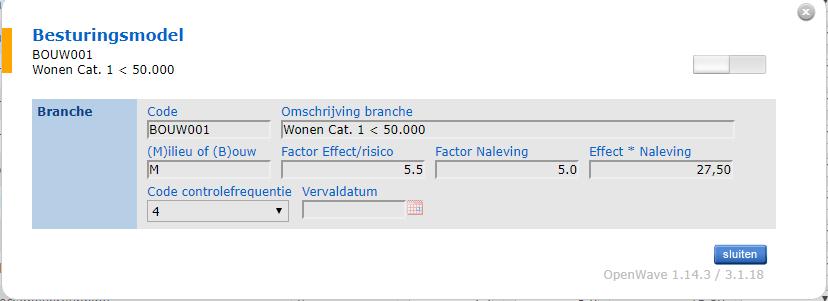 Besturingsmodel
BOUW001
Wonen Cat. 1 < 50.000
Branche
Code Omschrijving branche
BOUW001 Wonen Cat. 1 < 50.000
(M)ilieu of (B)ouw Factor Effect/risico Factor Naleving Effect * Naleving
M 5.5 5.0 27,50
Code controlefrequentie Vervaldatum
4
sluiten
OpenWave 1.14.3 / 3.1.18